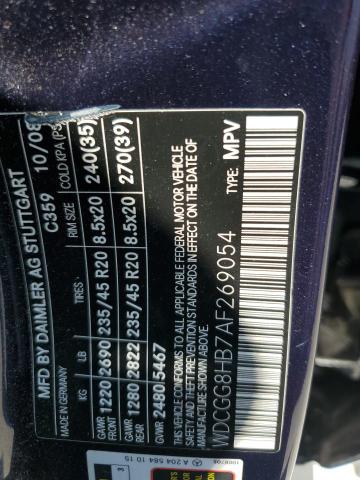 MFD BY DAIMLER AG STUTTGART 10/08
MADE IN GERMANY C359
KG LB TIRES RIM SIZE COLD KPA (PSI
GAWR FRONT 1220 2690 235/45 R20 8.5x20 240(35)
GAWR REAR 1280 2822 235/45 R20 8.5x20 270(39)
GVWR 2480 5467
THIS VEHICLE CONFORMS TO ALL APPLICABLE FEDERAL MOTOR VEHICLE
SAFETY AND THEFT PREVENTION STANDARDS IN EFFECT ON THE DATE OF
MANUFACTURE SHOWN ABOVE
WDCGG8HB7AF269054 TYPE: MPV
A 204 584 10 15